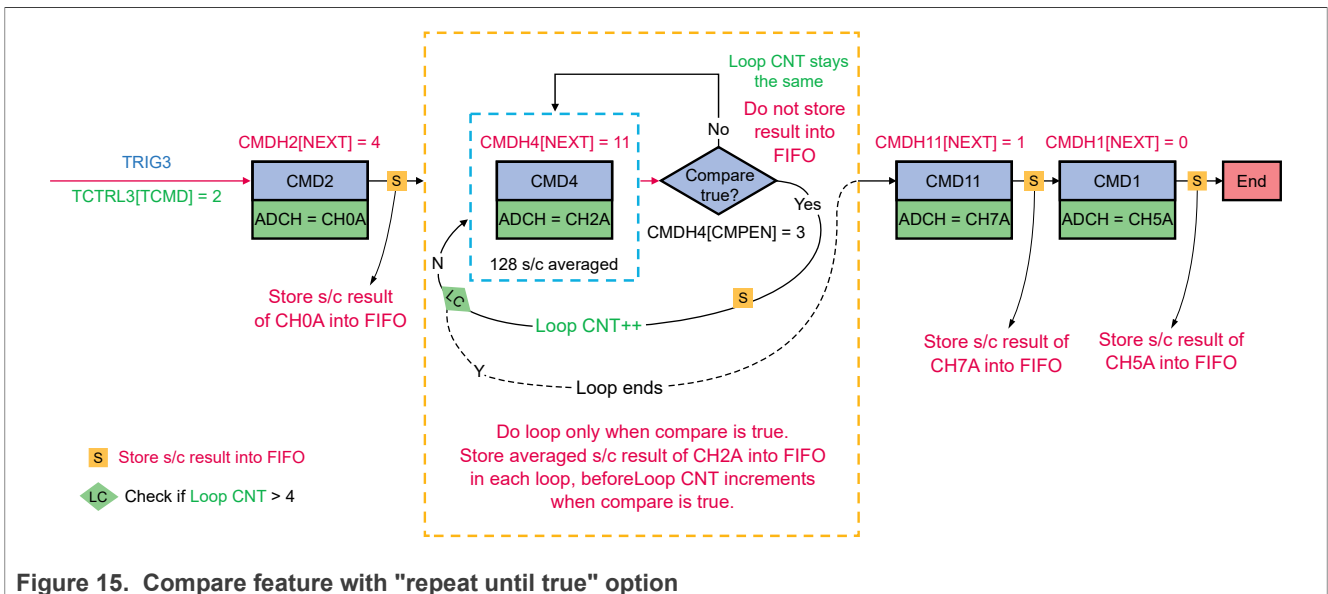 TRIG3
TCTRL3[TCMD] = 2
CMDH2[NEXT] = 4
CMD2
ADCH = CH0A
S
Store s/c result
of CH0A into FIFO
Loop CNT stays
the same
Do not store
result into
FIFO
No
CMDH4[NEXT] = 11
CMD4
ADCH = CH2A
128 s/c averaged
Compare
true?
Yes
CMDH4[CMPEN] = 3
N
LC
Loop CNT++
S
Y
Loop ends
Do loop only when compare is true.
Store averaged s/c result of CH2A into FIFO
in each loop, beforeLoop CNT increments
when compare is true.
CMDH11[NEXT] = 1
CMD11
ADCH = CH7A
S
Store s/c result of
CH7A into FIFO
CMDH1[NEXT] = 0
CMD1
ADCH = CH5A
S
Store s/c result of
CH5A into FIFO
End
S Store s/c result into FIFO
LC Check if Loop CNT > 4
Figure 15. Compare feature with "repeat until true" option